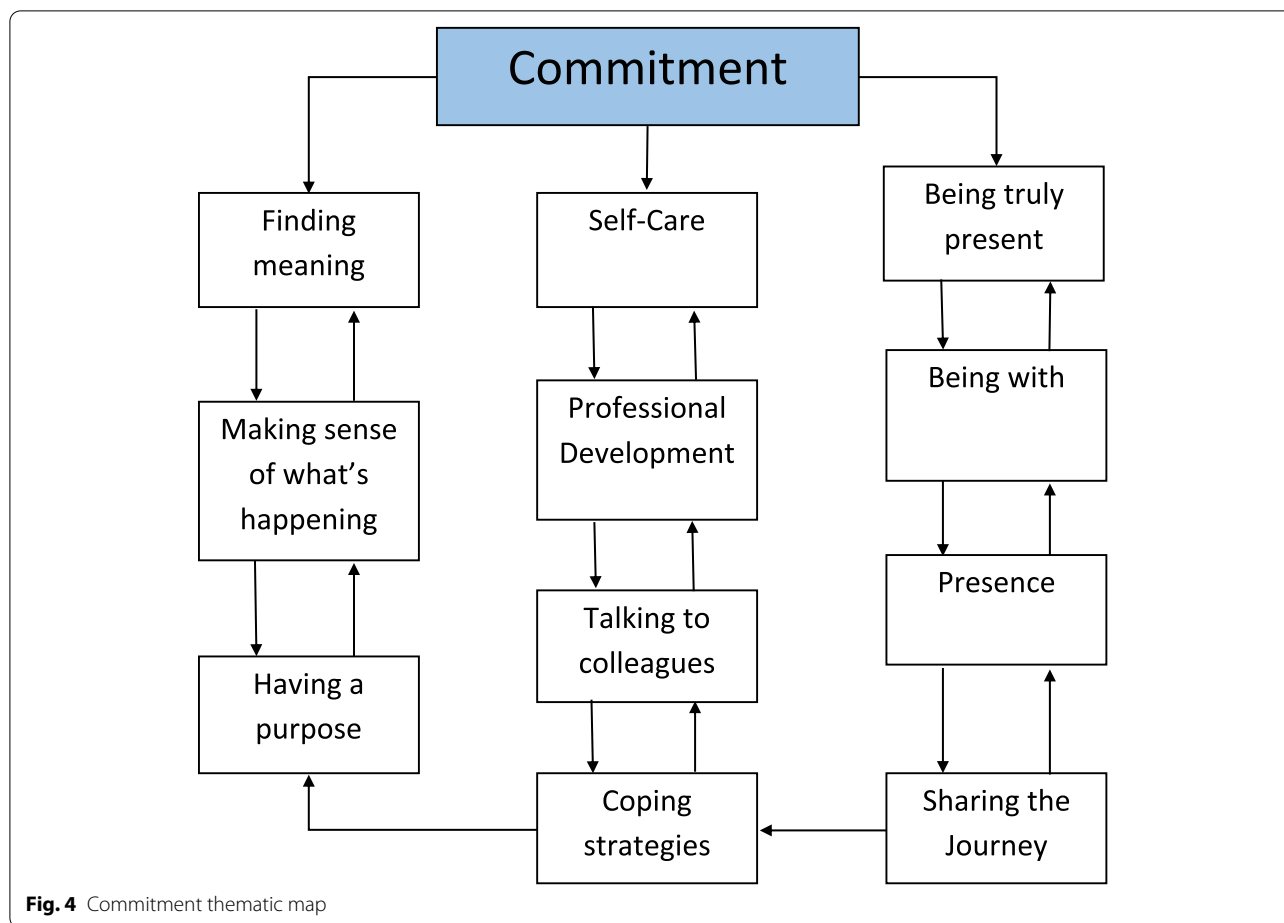 Commitment
Finding
meaning
Making sense
of what’s
happening
Having a
purpose
Self-Care
Professional
Development
Talking to
colleagues
Coping
strategies
Being truly
present
Being with
Presence
Sharing the
Journey
Fig. 4 Commitment thematic map